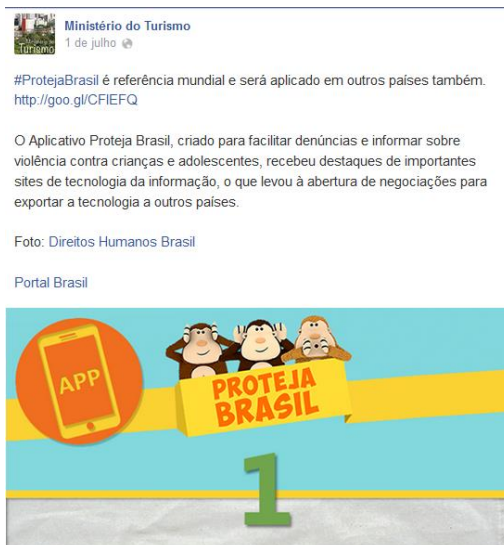 Ministério do Turismo
1 de julho
#ProtejaBrasil é referência mundial e será aplicado em outros países também.
http://goo.gl/CFIEFQ
O Aplicativo Proteja Brasil, criado para facilitar denúncias e informar sobre
violência contra crianças e adolescentes, recebeu destaques de importantes
sites de tecnologia da informação, o que levou à abertura de negociações para
exportar a tecnologia a outros países.
Foto: Direitos Humanos Brasil
Portal Brasil
APP
PROTEJA
BRASIL
1